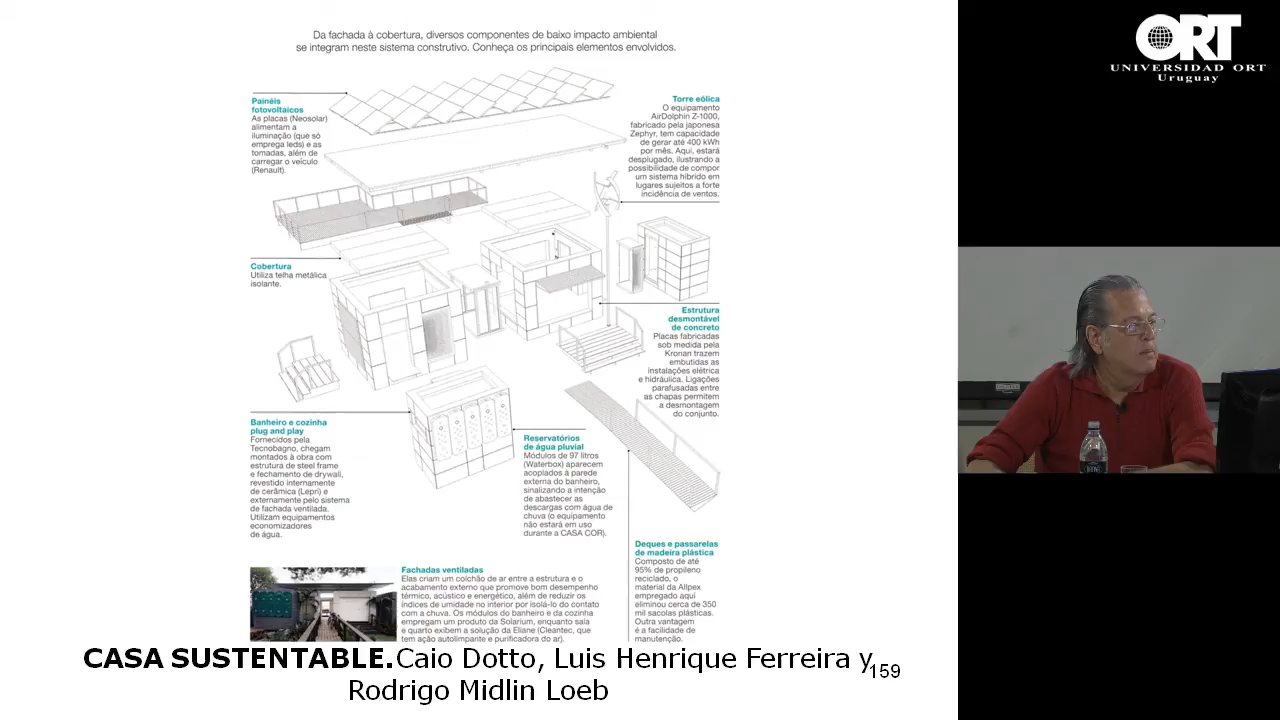 Da fachada à cobertura, diversos componentes de baixo impacto ambiental
se integram neste sistema construtivo. Conheça os principais elementos envolvidos.
Painéis
fotovoltaicos
As placas (Neosolar)
alimentam a
iluminação (que só
emprega leds) e as
tomadas, além de
carregar o veículo
(Renault).
Torre eólica
O equipamento
AirDolphin Z-1000,
fabricado pela japonesa
Zephyr, tem capacidade
de gerar até 400 kWh
por mês. Aqui, estará
desplugado, ilustrando a
possibilidade de compor
um sistema híbrido em
lugares sujeitos a forte
incidência de ventos.
Cobertura
Utiliza telha metálica
isolante.
Estrutura
desmontável
de concreto
Placas fabricadas
sob medida pela
Kronan trazem
embutidas as
instalações elétrica
e hidráulica. Ligações
parafusadas entre
as chapas permitem
a desmontagem
do conjunto.
Banheiro e cozinha
plug and play
Fornecidos pela
Tecnobagno, chegam
montados à obra com
estrutura de steel frame
e fechamento de drywall,
revestido internamente
de cerâmica (Lepri) e
externamente pelo sistema
de fachada ventilada.
Utilizam equipamentos
economizadores
de água.
Reservatórios
de água pluvial
Módulos de 97 litros
(Waterbox) aparecem
acoplados à parede
externa do banheiro,
sinalizando a intenção
de abastecer as
descargas com água de
chuva (o equipamento
não estará em uso
durante a CASA COR).
Deques e passarelas
de madeira plástica
Composto de até
95% de propileno
reciclado, o
material da Allpex
empregado aqui
eliminou cerca de 350
mil sacolas plásticas.
Outra vantagem
é a facilidade de
manutenção.
Fachadas ventiladas
Elas criam um colchão de ar entre a estrutura e o
acabamento externo que promove bom desempenho
térmico, acústico e energético, além de reduzir os
índices de umidade no interior por isolá-lo do contato
com a chuva. Os módulos do banheiro e da cozinha
empregam um produto da Solarium, enquanto sala
e quarto exibem a solução da Eliane (Cleantec, que
tem ação autolimpante e purificadora do ar).
CASA SUSTENTABLE.Caio Dotto, Luis Henrique Ferreira y
Rodrigo Midlin Loeb
159
ORT
UNIVERSIDAD ORT
Uruguay